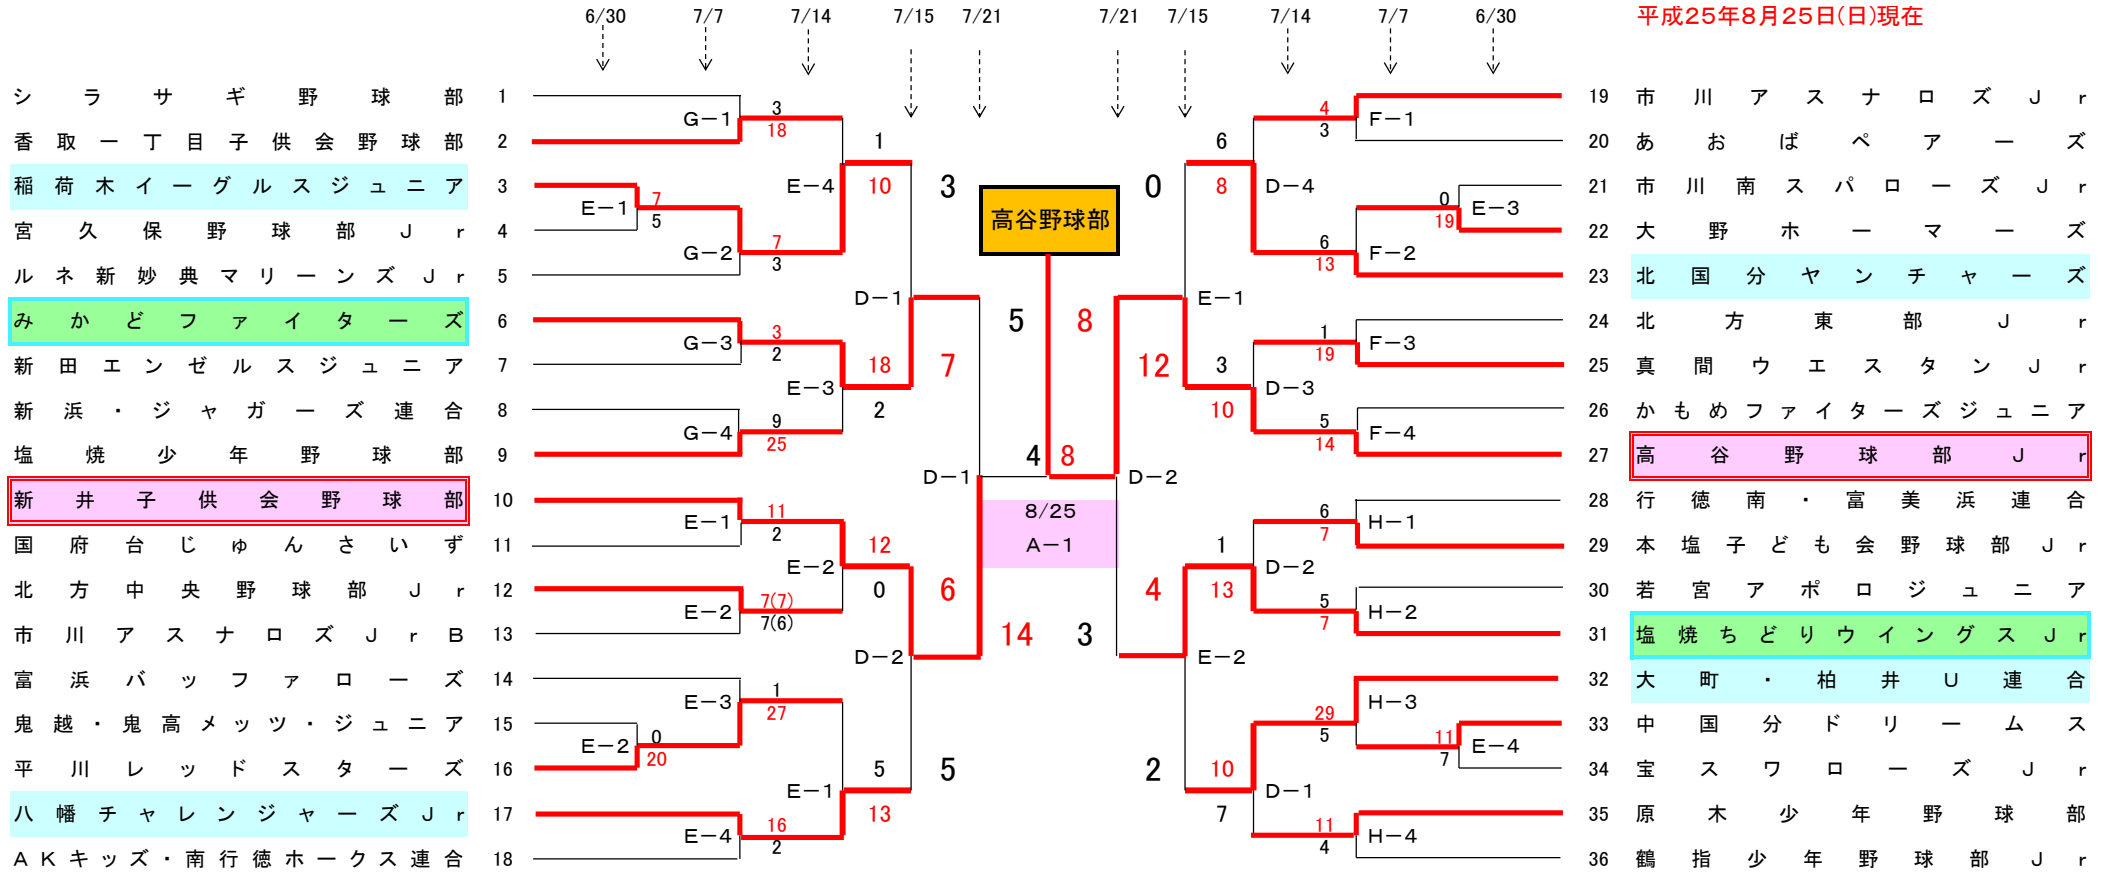 6/30 7/7 7/14 7/15 7/21 7/21 7/15 7/14 7/7 6/30 平成25年8月25日(日)現在
シラサギ野球部 1 19 市川アスナロズJr
3 4
G－1 F－1
18 3
香取一丁目子供会野球部 2 1 6 20 あおばペアーズ
稲荷木イーグルスジュニア 3 E－4 10 3 高谷野球部 0 8 D－4 21 市川南スパローズJr
7 0
E－1 E－3
5 19
宮久保野球部Jr 4 22 大野ホーマーズ
7 6
G－2 F－2
3 13
ルネ新妙典マリーンズJr 5 23 北国分ヤンチャーズ
D－1 E－1
みかどファイターズ 6 5 8 24 北方東部Jr
3 1
G－3 F－3
2 19
新田エンゼルスジュニア 7 18 7 12 3 25 真間ウエスタンJr
E－3 D－3
新浜・ジャガーズ連合 8 2 10 26 かもめファイターズジュニア
9 5
G－4 F－4
25 14
塩焼少年野球部 9 4 8 27 高谷野球部Jr
D－1 D－2
新井子供会野球部 10 8/25 28 行徳南・富美浜連合
11 6
E－1 H－1
2 7
国府台じゅんさいず 11 12 A－1 1 29 本塩子ども会野球部Jr
E－2 D－2
北方中央野球部Jr 12 0 6 4 13 30 若宮アポロジュニア
7(7) 5
E－2 H－2
7(6) 7
市川アスナロズJrB 13 14 3 31 塩焼ちどりウイングスJr
D－2 E－2
富浜バッファローズ 14 32 大町・柏井U連合
1 E－3 H－3
27 29
鬼越・鬼高メッツ・ジュニア 15 33 中国分ドリームス
0 5 11
E－2 E－4
20 7
平川レッドスターズ 16 5 5 2 10 34 宝スワローズJr
E－1 D－1
八幡チャレンジャーズJr 17 13 7 35 原木少年野球部
16 11
E－4 H－4
2 4
AKキッズ・南行徳ホークス連合 18 36 鶴指少年野球部Jr